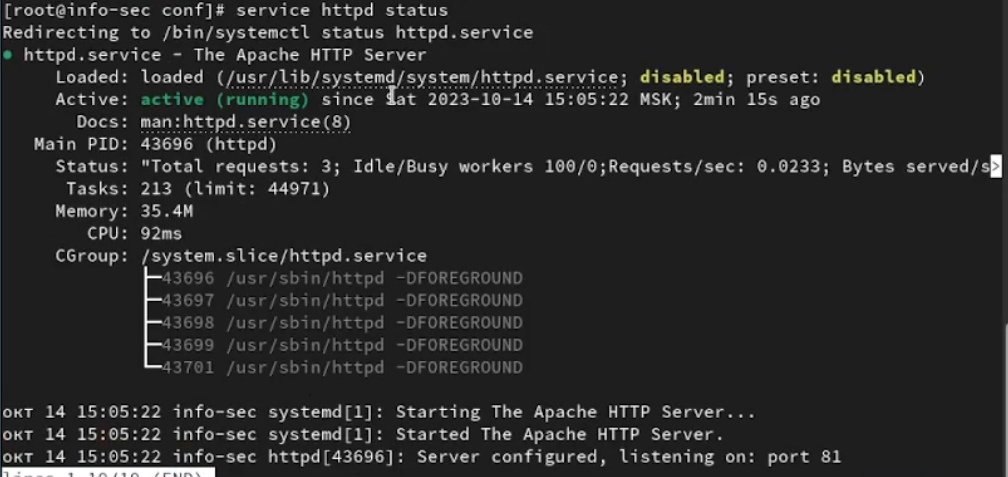 [root@info-sec conf]# service httpd status
Redirecting to /bin/systemctl status httpd.service
● httpd.service - The Apache HTTP Server
Loaded: loaded (/usr/lib/systemd/system/httpd.service; disabled; preset: disabled)
Active: active (running) since Sat 2023-10-14 15:05:22 MSK; 2min 15s ago
Docs: man:httpd.service(8)
Main PID: 43696 (httpd)
Status: "Total requests: 3; Idle/Busy workers 100/0;Requests/sec: 0.0233; Bytes served/s>
Tasks: 213 (limit: 44971)
Memory: 35.4M
CPU: 92ms
CGroup: /system.slice/httpd.service
├─43696 /usr/sbin/httpd -DFOREGROUND
├─43697 /usr/sbin/httpd -DFOREGROUND
├─43698 /usr/sbin/httpd -DFOREGROUND
├─43699 /usr/sbin/httpd -DFOREGROUND
└─43701 /usr/sbin/httpd -DFOREGROUND
окт 14 15:05:22 info-sec systemd[1]: Starting The Apache HTTP Server...
окт 14 15:05:22 info-sec systemd[1]: Started The Apache HTTP Server.
окт 14 15:05:22 info-sec httpd[43696]: Server configured, listening on: port 81
lines 1-19/19 (END)